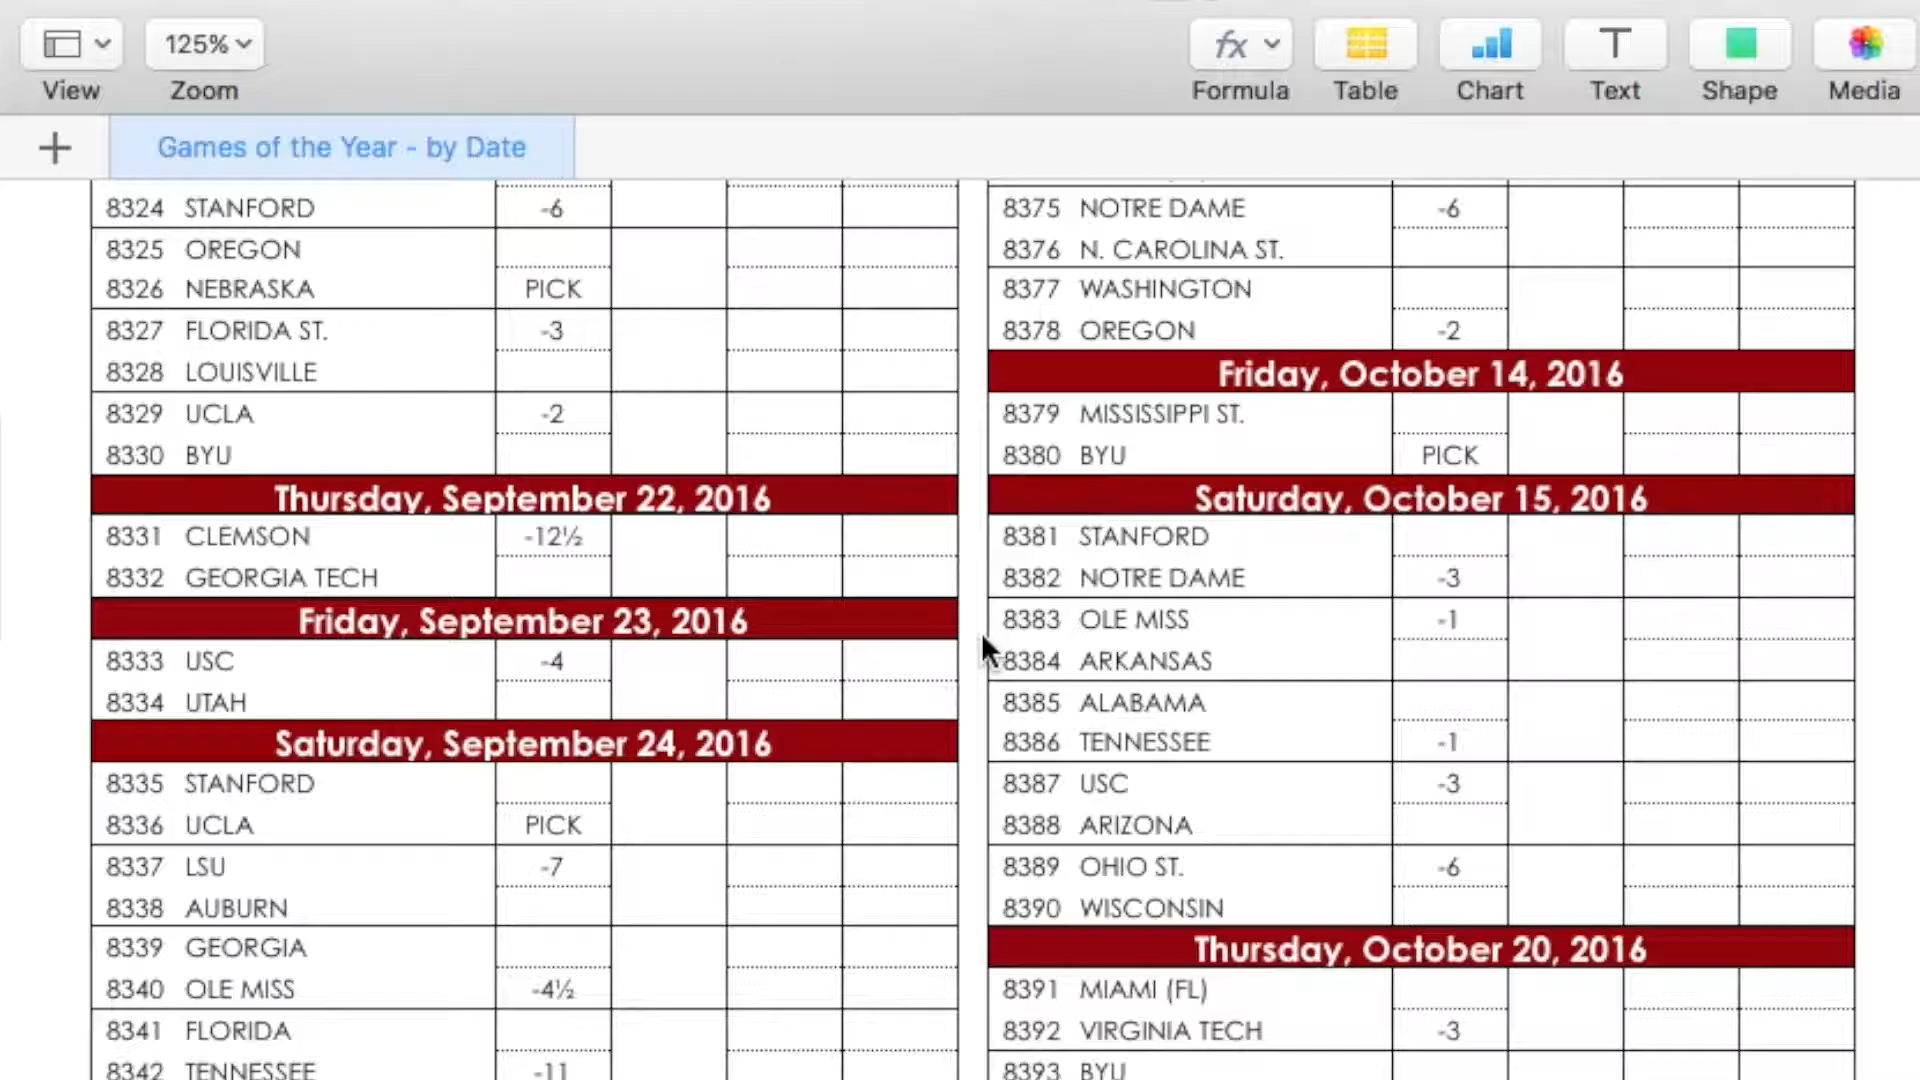 View
125%
Zoom
fx
Formula
Table
Chart
T
Text
Shape
Media
+
Games of the Year - by Date
8324 STANFORD -6
8325 OREGON
8326 NEBRASKA PICK
8327 FLORIDA ST. -3
8328 LOUISVILLE
8329 UCLA -2
8330 BYU
Thursday, September 22, 2016
8331 CLEMSON -12½
8332 GEORGIA TECH
Friday, September 23, 2016
8333 USC -4
8334 UTAH
Saturday, September 24, 2016
8335 STANFORD
8336 UCLA PICK
8337 LSU -7
8338 AUBURN
8339 GEORGIA
8340 OLE MISS -4½
8341 FLORIDA
8342 TENNESSEE -11
8375 NOTRE DAME -6
8376 N. CAROLINA ST.
8377 WASHINGTON
8378 OREGON -2
Friday, October 14, 2016
8379 MISSISSIPPI ST.
8380 BYU PICK
Saturday, October 15, 2016
8381 STANFORD
8382 NOTRE DAME -3
8383 OLE MISS -1
8384 ARKANSAS
8385 ALABAMA
8386 TENNESSEE -1
8387 USC -3
8388 ARIZONA
8389 OHIO ST. -6
8390 WISCONSIN
Thursday, October 20, 2016
8391 MIAMI (FL)
8392 VIRGINIA TECH -3
8393 BYU